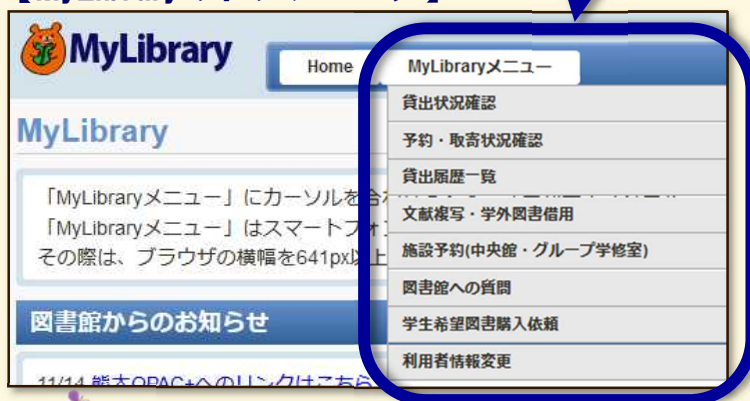 MyLibrary
Home
MyLibraryメニュー
貸出状況確認
予約・取寄状況確認
貸出履歴一覧
文献複写・学外図書借用
施設予約(中央館・グループ学修室)
図書館への質問
学生希望図書購入依頼
利用者情報変更
MyLibrary
「MyLibraryメニュー」にカーソルを合
「MyLibraryメニュー」はスマートフォ
その際は、ブラウザの横幅を641px以上
図書館からのお知らせ
11/14 熊本OPAC+へのリンクはこちら